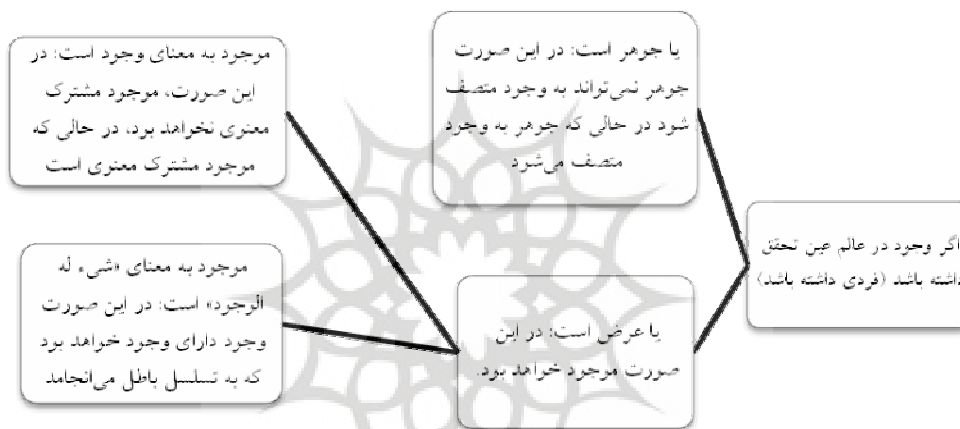 اگر وجود در عالم عین تحقق
داشته باشد (فردی داشته باشد)
یا جوهر است: در این صورت
جوهر نمی‌تواند به وجود متصف
شود در حالی که جوهر به وجود
متصف می‌شود
یا عرض است: در این
صورت موجود خواهد بود.
موجود به معنای وجود است: در
این صورت، موجود مشترک
معنوی نخواهد بود، در حالی که
موجود مشترک معنوی است
موجود به معنای «شیء له
الوجود» است: در این صورت
وجود دارای وجود خواهد بود
که به تسلسل باطل می‌انجامد